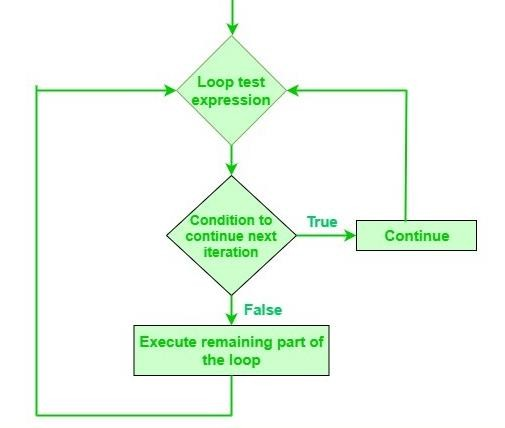 Loop test
expression
Condition to
continue next
iteration
True
Continue
False
Execute remaining part of
the loop